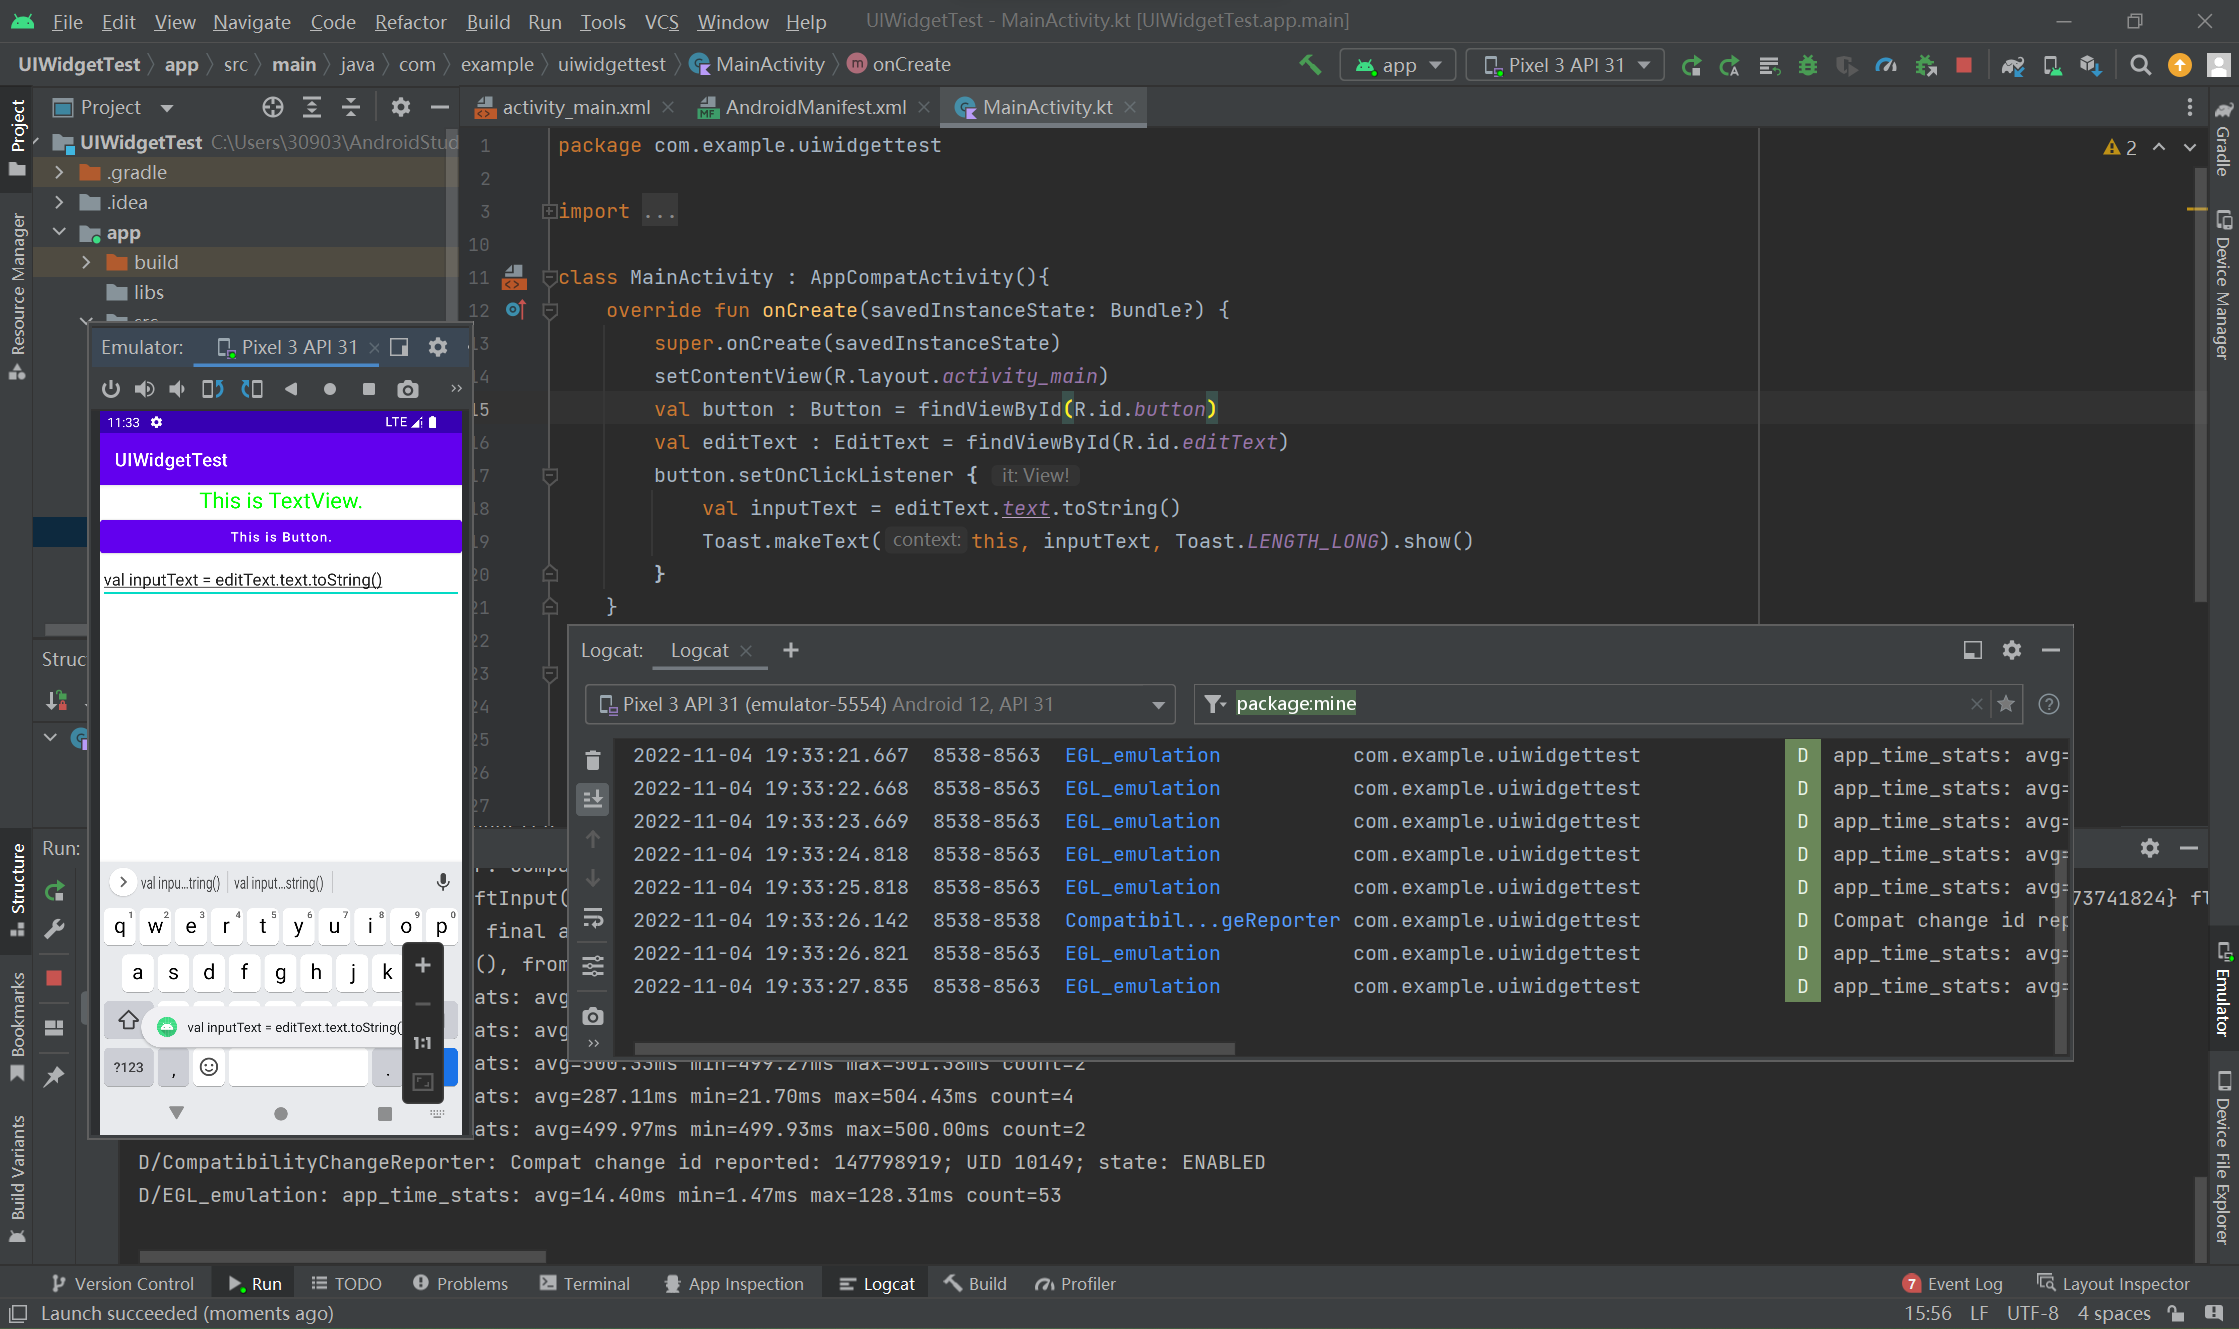 File Edit View Navigate Code Refactor Build Run Tools VCS Window Help UIWidgetTest - MainActivity.kt [UIWidgetTest.app.main]
UIWidgetTest app src main java com example uiwidgettest MainActivity onCreate app Pixel 3 API 31
Project activity_main.xml AndroidManifest.xml MainActivity.kt
UIWidgetTest C:\Users\30903\AndroidStud
.gradle
.idea
app
build
libs
src
1 package com.example.uiwidgettest
2
3 import ...
10
11 class MainActivity : AppCompatActivity(){
12 override fun onCreate(savedInstanceState: Bundle?) {
13 super.onCreate(savedInstanceState)
14 setContentView(R.layout.activity_main)
15 val button : Button = findViewById(R.id.button)
16 val editText : EditText = findViewById(R.id.editText)
17 button.setOnClickListener { it: View!
18 val inputText = editText.text.toString()
19 Toast.makeText( context: this, inputText, Toast.LENGTH_LONG).show()
20 }
21 }
22
23
24
25
26
27
2
Project
Resource Manager
Structure
Bookmarks
Build Variants
Gradle
Device Manager
Emulator
Device File Explorer
Emulator: Pixel 3 API 31
11:33 LTE
UIWidgetTest
This is TextView.
This is Button.
val inputText = editText.text.toString()
val inpu...tring() val input...string()
q1 w2 e3 r4 t5 y6 u7 i8 o9 p0
a s d f g h j k
val inputText = editText.text.toString(
1:1
?123 , .
Struc
Run:
Logcat: Logcat
Pixel 3 API 31 (emulator-5554) Android 12, API 31 package:mine
2022-11-04 19:33:21.667 8538-8563 EGL_emulation com.example.uiwidgettest D app_time_stats: avg=
2022-11-04 19:33:22.668 8538-8563 EGL_emulation com.example.uiwidgettest D app_time_stats: avg=
2022-11-04 19:33:23.669 8538-8563 EGL_emulation com.example.uiwidgettest D app_time_stats: avg=
2022-11-04 19:33:24.818 8538-8563 EGL_emulation com.example.uiwidgettest D app_time_stats: avg=
2022-11-04 19:33:25.818 8538-8563 EGL_emulation com.example.uiwidgettest D app_time_stats: avg=
2022-11-04 19:33:26.142 8538-8538 Compatibil...geReporter com.example.uiwidgettest D Compat change id rep
2022-11-04 19:33:26.821 8538-8563 EGL_emulation com.example.uiwidgettest D app_time_stats: avg=
2022-11-04 19:33:27.835 8538-8563 EGL_emulation com.example.uiwidgettest D app_time_stats: avg=
ftInput( 73741824} fl
final a
(), from
ats: avg
ats: avg
ats: avg=500.33ms min=499.27ms max=501.38ms count=2
ats: avg=287.11ms min=21.70ms max=504.43ms count=4
ats: avg=499.97ms min=499.93ms max=500.00ms count=2
D/CompatibilityChangeReporter: Compat change id reported: 147798919; UID 10149; state: ENABLED
D/EGL_emulation: app_time_stats: avg=14.40ms min=1.47ms max=128.31ms count=53
Version Control Run TODO Problems Terminal App Inspection Logcat Build Profiler 7 Event Log Layout Inspector
Launch succeeded (moments ago) 15:56 LF UTF-8 4 spaces